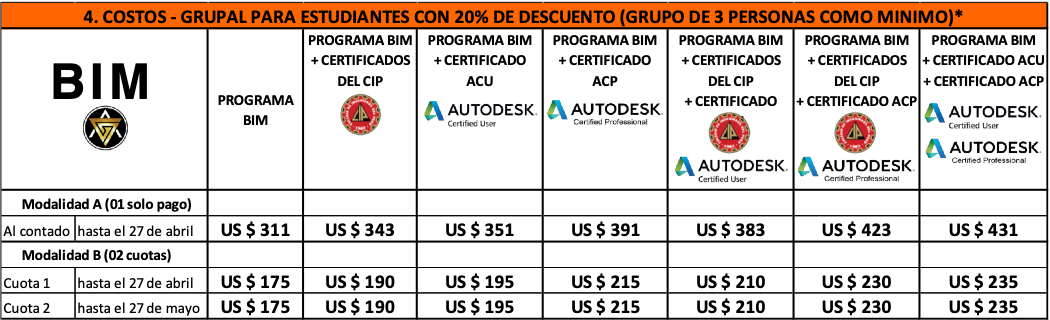 4. COSTOS - GRUPAL PARA ESTUDIANTES CON 20% DE DESCUENTO (GRUPO DE 3 PERSONAS COMO MINIMO)*
BIM
PROGRAMA
BIM
PROGRAMA BIM
+ CERTIFICADOS
DEL CIP
PROGRAMA BIM
+ CERTIFICADO
ACU
AUTODESK.
Certified User
PROGRAMA BIM
+ CERTIFICADO
ACP
AUTODESK.
Certified Professional
PROGRAMA BIM
+ CERTIFICADOS
DEL CIP
+ CERTIFICADO
AUTODESK.
Certified User
PROGRAMA BIM
+ CERTIFICADOS
DEL CIP
+ CERTIFICADO ACP
AUTODESK.
Certified Professional
PROGRAMA BIM
+ CERTIFICADO ACU
+ CERTIFICADO ACP
AUTODESK.
Certified User
AUTODESK.
Certified Professional
Modalidad A (01 solo pago)
Al contado hasta el 27 de abril US $ 311 US $ 343 US $ 351 US $ 391 US $ 383 US $ 423 US $ 431
Modalidad B (02 cuotas)
Cuota 1 hasta el 27 de abril US $ 175 US $ 190 US $ 195 US $ 215 US $ 210 US $ 230 US $ 235
Cuota 2 hasta el 27 de mayo US $ 175 US $ 190 US $ 195 US $ 215 US $ 210 US $ 230 US $ 235